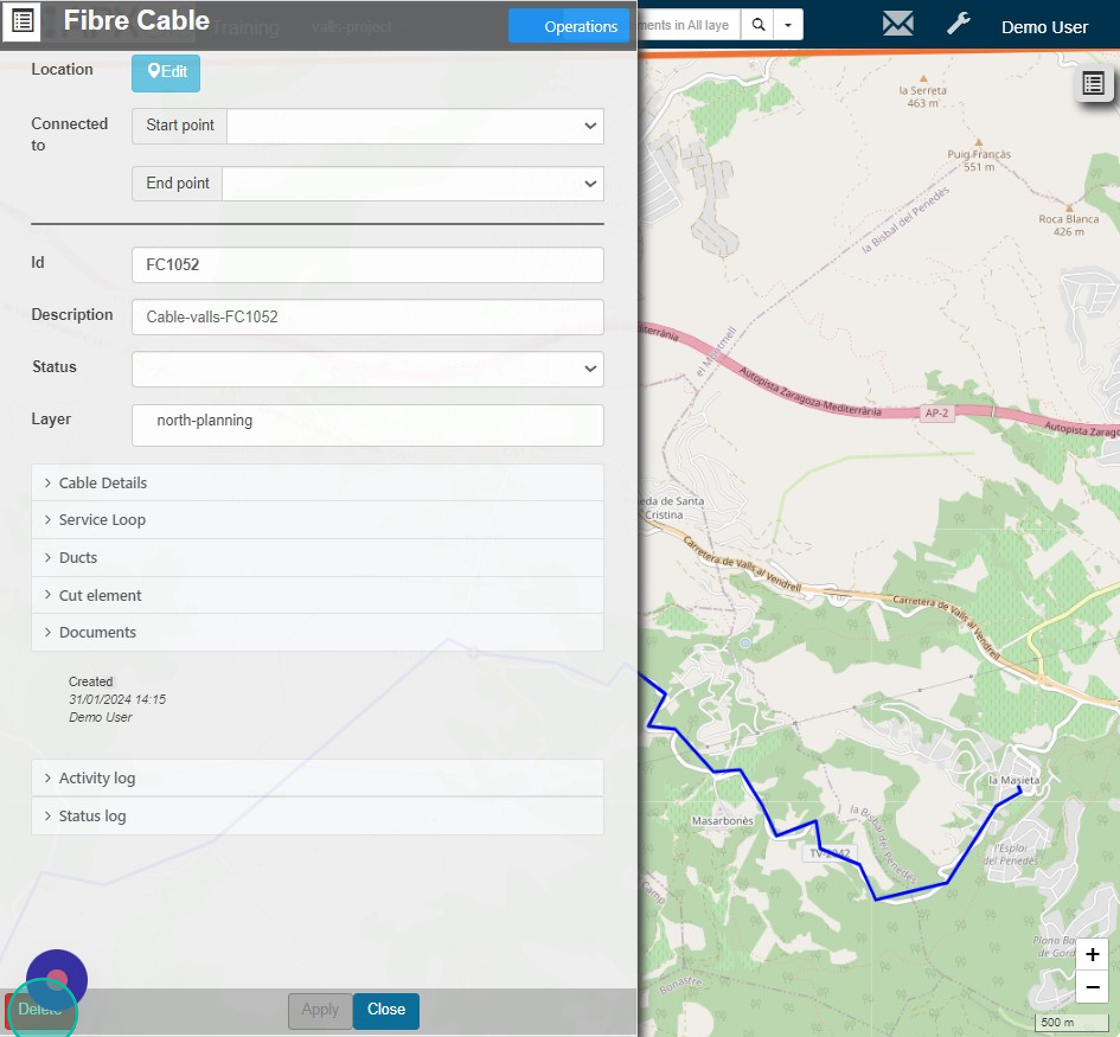 Fibre Cable
Training
valls-project
Operations
ments in All laye
Demo User
Location
Edit
Connected
to
Start point
End point
Id
FC1052
Description
Cable-valls-FC1052
Status
Layer
north-planning
Cable Details
Service Loop
Ducts
Cut element
Documents
Created
31/01/2024 14:15
Demo User
Activity log
Status log
Delete
Apply
Close
la Serreta
463 m
Puig Francàs
551 m
Roca Blanca
426 m
la Bisbal del Penedès
el Montmell
diterrània
Autopista Zaragoza-Mediterrània
AP-2
Autopista Zarago
eda de Santa
Cristina
Carretera de Valls al Vendrell
Carretera de Valls al Vendrell
la Masieta
Masarbonès
la Bisbal del Penedès
TV-2042
l'Esplai
del Penedès
Camp
Plana Ba
de Gord
Bonastre
+
−
500 m